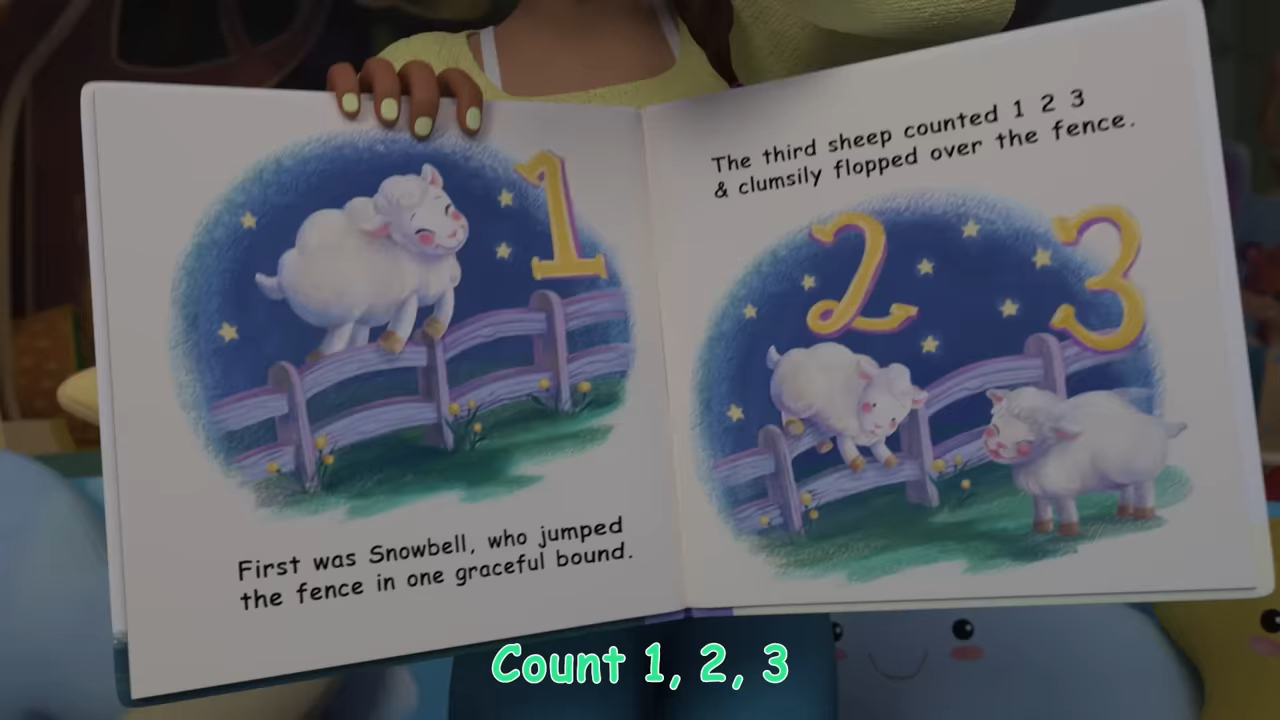 1
First was Snowbell, who jumped
the fence in one graceful bound.
The third sheep counted 1 2 3
& clumsily flopped over the fence.
2 3
Count 1, 2, 3